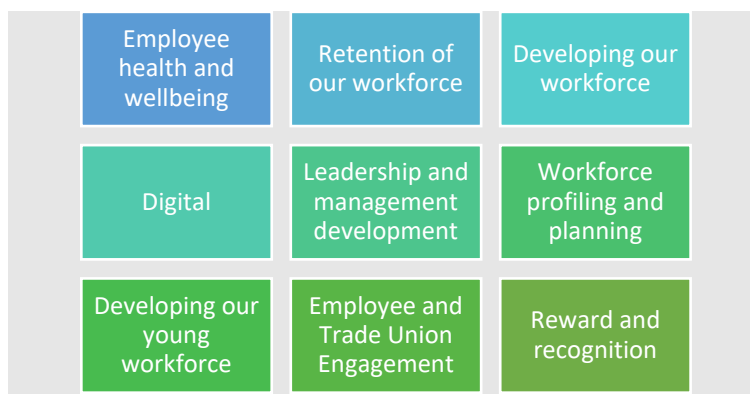 Employee
health and
wellbeing
Retention of
our workforce
Developing our
workforce
Digital
Leadership and
management
development
Workforce
profiling and
planning
Developing our
young
workforce
Employee and
Trade Union
Engagement
Reward and
recognition